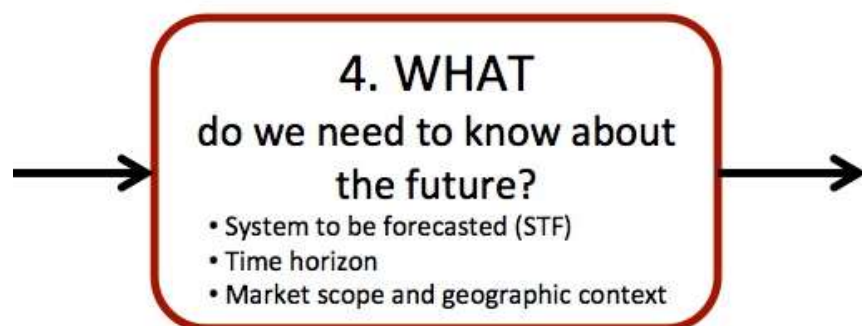 4. WHAT
do we need to know about
the future?
• System to be forecasted (STF)
• Time horizon
• Market scope and geographic context